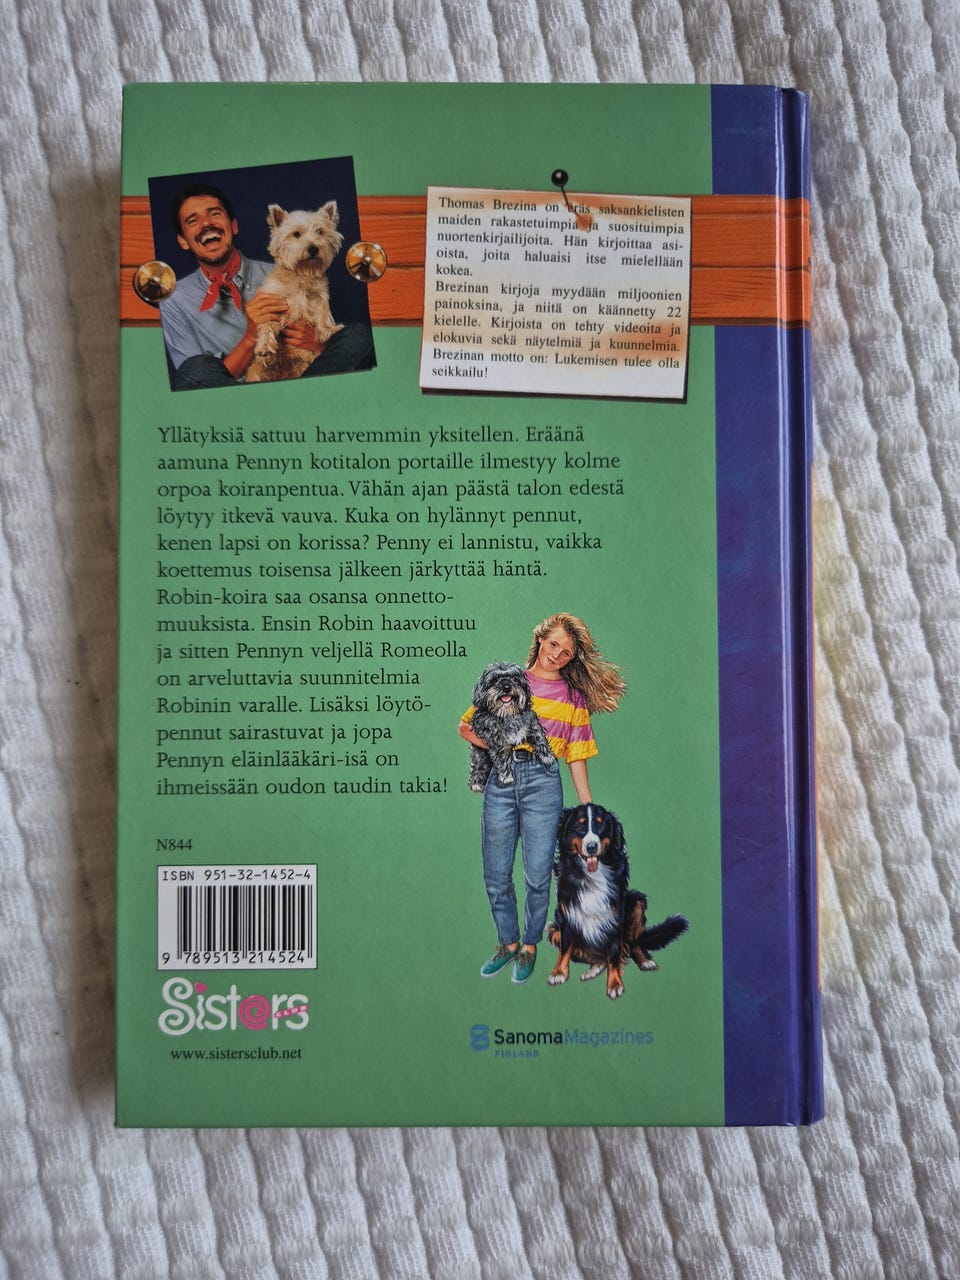 Thomas Brezina on eräs saksankielisten
maiden rakastetuimpia ja suosituimpia
nuortenkirjailijoita. Hän kirjoittaa asi-
oista, joita haluaisi itse mielellään
kokea.
Brezinan kirjoja myydään miljoonien
painoksina, ja niitä on käännetty 22
kielelle. Kirjoista on tehty videoita ja
elokuvia sekä näytelmiä ja kuunnelmia.
Brezinan motto on: Lukemisen tulee olla
seikkailu!
Yllätyksiä sattuu harvemmin yksitellen. Eräänä
aamuna Pennyn kotitalon portaille ilmestyy kolme
orpoa koiranpentua. Vähän ajan päästä talon edestä
löytyy itkevä vauva. Kuka on hylännyt pennut,
kenen lapsi on korissa? Penny ei lannistu, vaikka
koettemus toisensa jälkeen järkyttää häntä.
Robin-koira saa osansa onnetto-
muuksista. Ensin Robin haavoittuu
ja sitten Pennyn veljellä Romeolla
on arveluttavia suunnitelmia
Robinin varalle. Lisäksi löytö-
pennut sairastuvat ja jopa
Pennyn eläinlääkäri-isä on
ihmeissään oudon taudin takia!
N844
ISBN 951-32-1452-4
9 789513 214524
Sisters
CLUB
www.sistersclub.net
SanomaMagazines
FINLAND